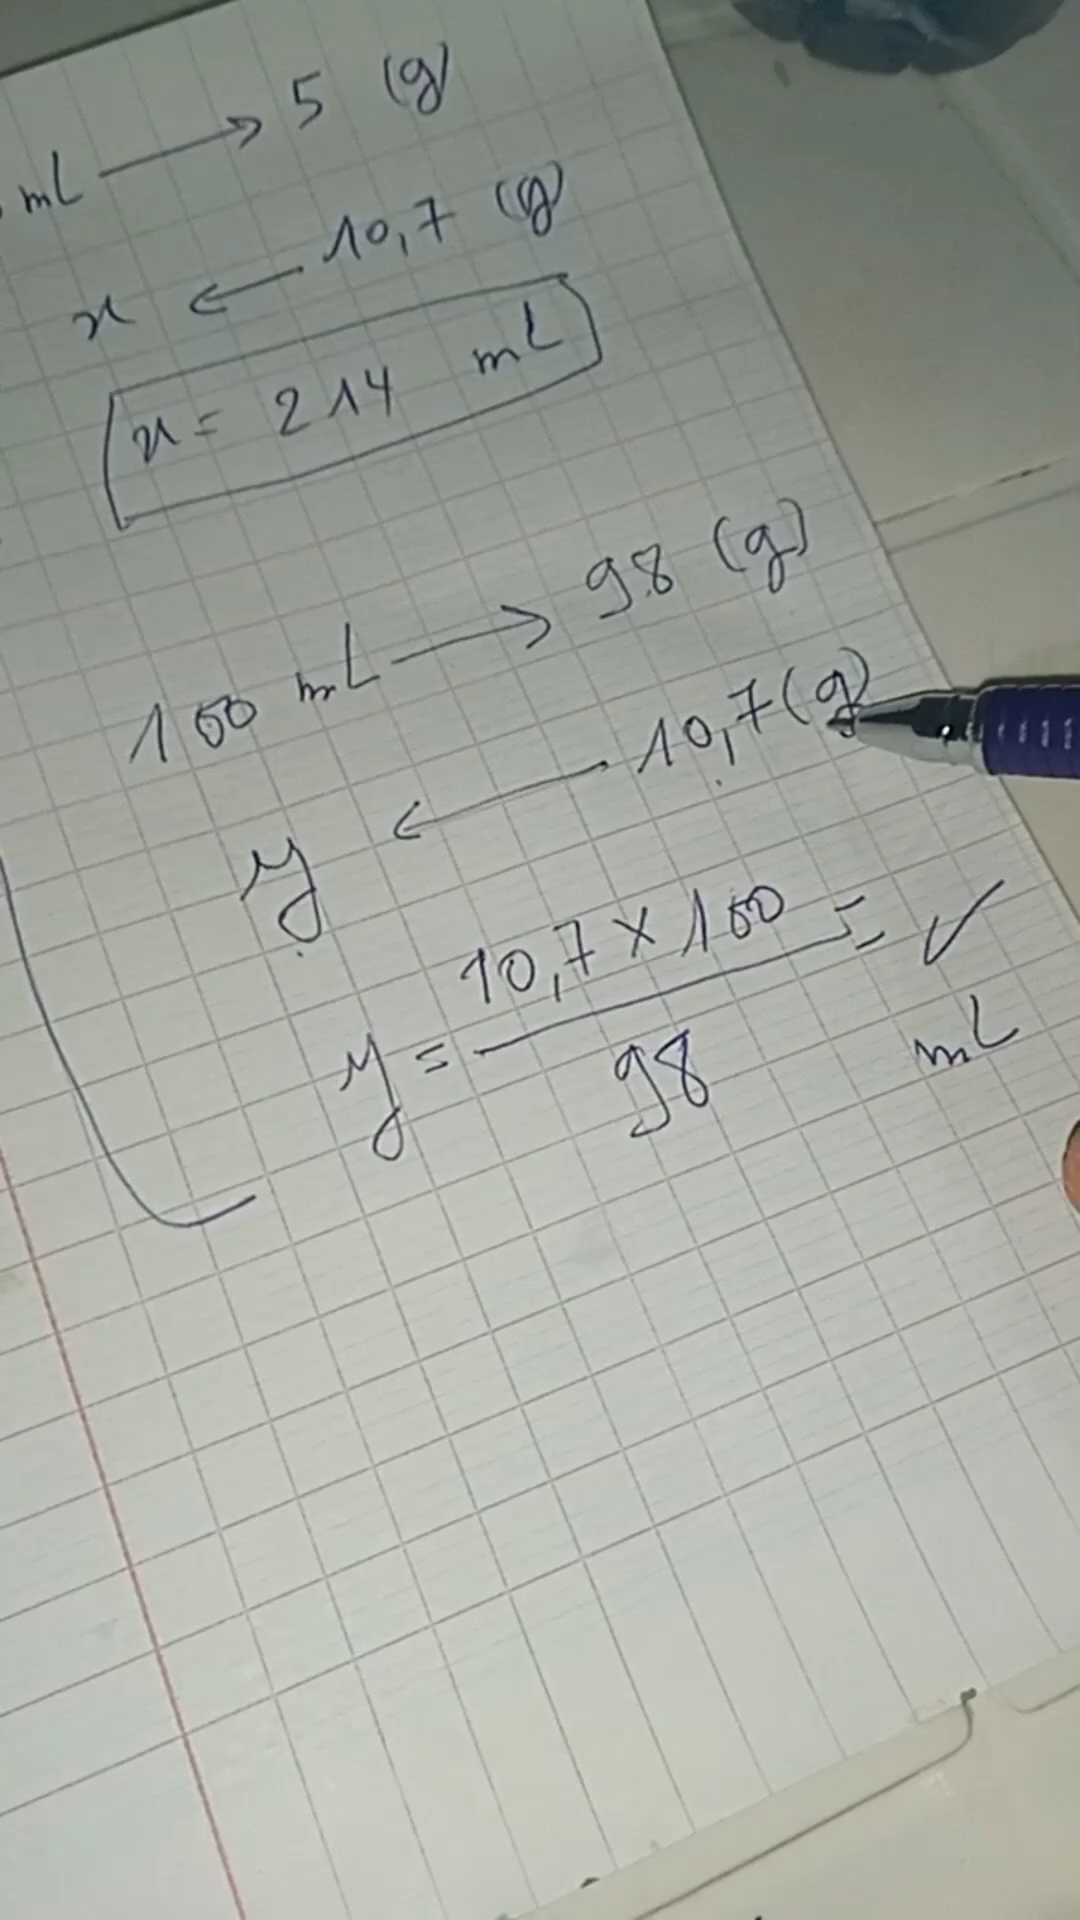 mL → 5 (g)
x ← 10,7 (g)
x = 214 mL
100 mL → 98 (g)
y ← 10,7 (g)
y = 10,7 × 100 / 98 = ✓ mL